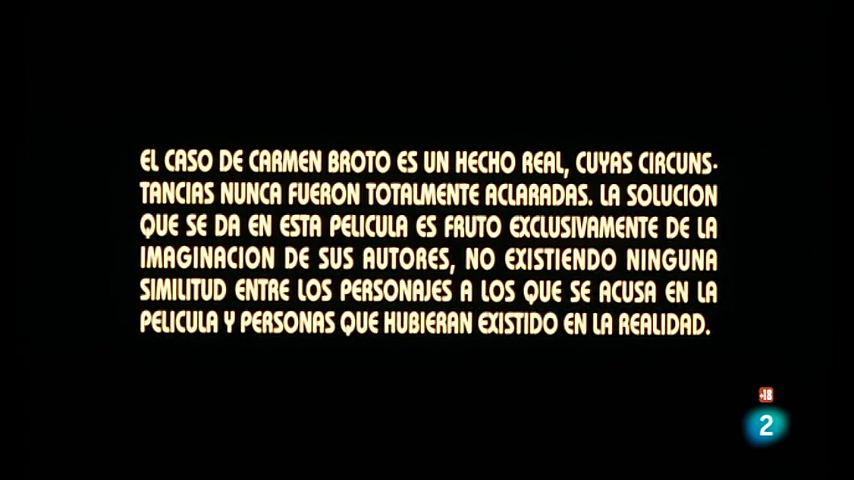 EL CASO DE CARMEN BROTO ES UN HECHO REAL, CUYAS CIRCUNS-
TANCIAS NUNCA FUERON TOTALMENTE ACLARADAS. LA SOLUCION
QUE SE DA EN ESTA PELICULA ES FRUTO EXCLUSIVAMENTE DE LA
IMAGINACION DE SUS AUTORES, NO EXISTIENDO NINGUNA
SIMILITUD ENTRE LOS PERSONAJES A LOS QUE SE ACUSA EN LA
PELICULA Y PERSONAS QUE HUBIERAN EXISTIDO EN LA REALIDAD.
+18
2